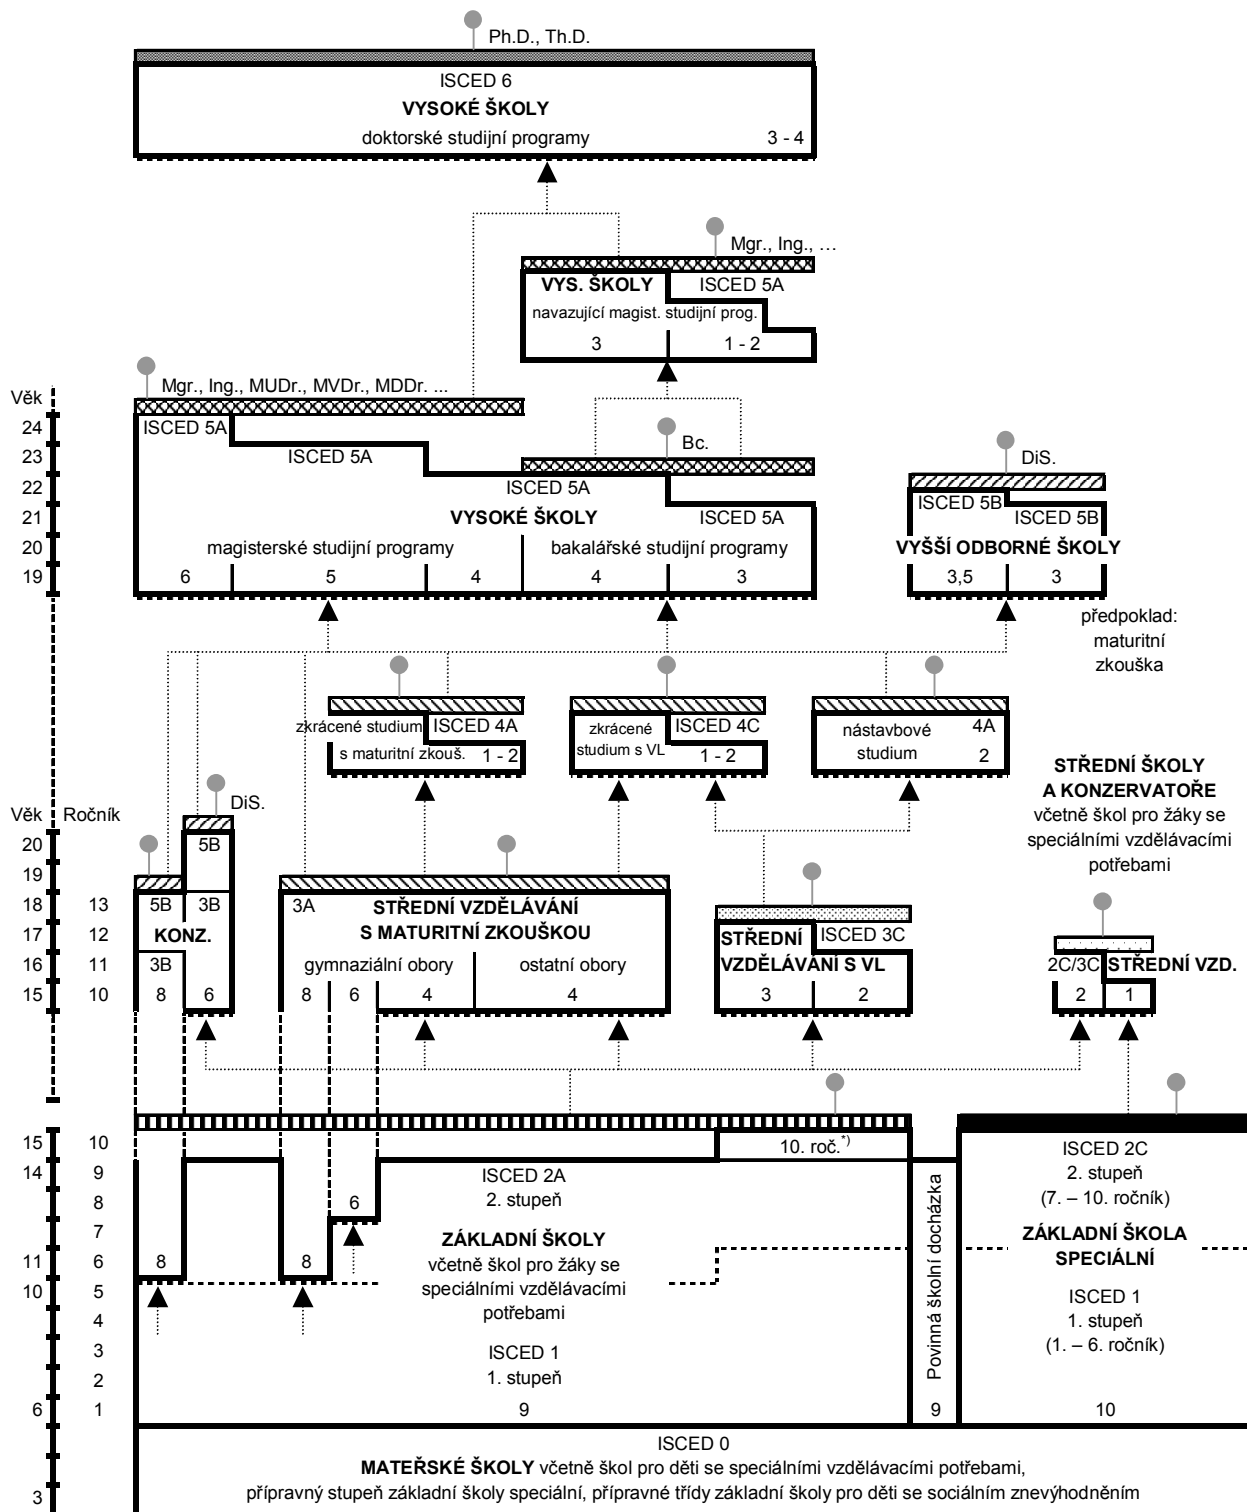 Ph.D., Th.D.
ISCED 6
VYSOKÉ ŠKOLY
doktorské studijní programy 3 - 4
Mgr., Ing., …
VYS. ŠKOLY ISCED 5A
navazující magist. studijní prog.
3 1 - 2
Mgr., Ing., MUDr., MVDr., MDDr. ...
Věk
24 ISCED 5A
23 ISCED 5A Bc. DiS.
22 ISCED 5A ISCED 5B
21 VYSOKÉ ŠKOLY ISCED 5A ISCED 5B
20 magisterské studijní programy bakalářské studijní programy VYŠŠÍ ODBORNÉ ŠKOLY
19 6 5 4 4 3 3,5 3
předpoklad:
maturitní
zkouška
zkrácené studium ISCED 4A zkrácené ISCED 4C nástavbové 4A
s maturitní zkouš. 1 - 2 studium s VL 1 - 2 studium 2
STŘEDNÍ ŠKOLY
A KONZERVATOŘE
včetně škol pro žáky se
speciálními vzdělávacími
potřebami
DiS.
Věk Ročník
20 5B
19
18 13 5B 3B 3A STŘEDNÍ VZDĚLÁVÁNÍ
17 12 KONZ. S MATURITNÍ ZKOUŠKOU STŘEDNÍ ISCED 3C
16 11 3B gymnaziální obory ostatní obory VZDĚLÁVÁNÍ S VL 2C/3C STŘEDNÍ VZD.
15 10 8 6 8 6 4 4 3 2 2 1
15 10 10. roč.*) ISCED 2C
14 9 ISCED 2A 2. stupeň
8 6 2. stupeň (7. – 10. ročník)
7 ZÁKLADNÍ ŠKOLY ZÁKLADNÍ ŠKOLA
11 6 8 8 včetně škol pro žáky se SPECIÁLNÍ
10 5 speciálními vzdělávacími ISCED 1
4 potřebami 1. stupeň
3 ISCED 1 (1. – 6. ročník)
2 1. stupeň
Povinná školní docházka
6 1 9 9 10
ISCED 0
MATEŘSKÉ ŠKOLY včetně škol pro děti se speciálními vzdělávacími potřebami,
3 přípravný stupeň základní školy speciální, přípravné třídy základní školy pro děti se sociálním znevýhodněním